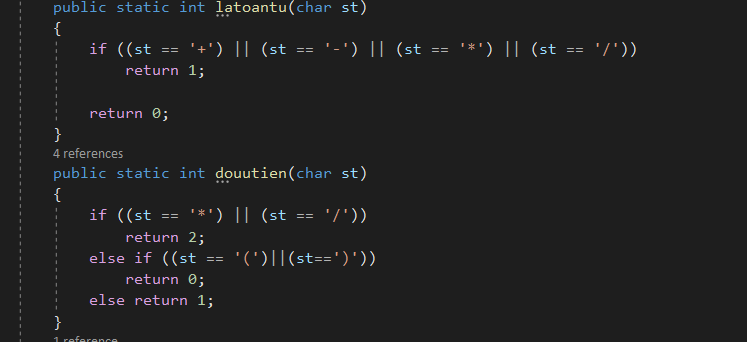 public static int latoantu(char st)
{
if ((st == '+') || (st == '-') || (st == '*') || (st == '/'))
return 1;
return 0;
}
4 references
public static int douutien(char st)
{
if ((st == '*') || (st == '/'))
return 2;
else if ((st == '(')||(st==')'))
return 0;
else return 1;
}
1 reference